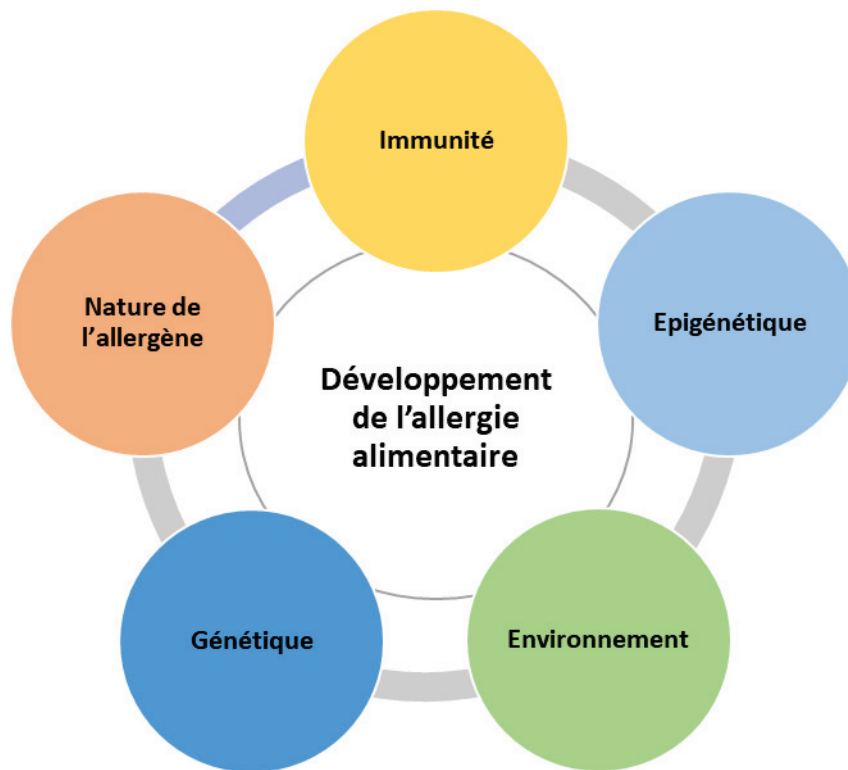 Immunité
Nature de
l’allergène
Epigénétique
Développement
de l’allergie
alimentaire
Génétique
Environnement